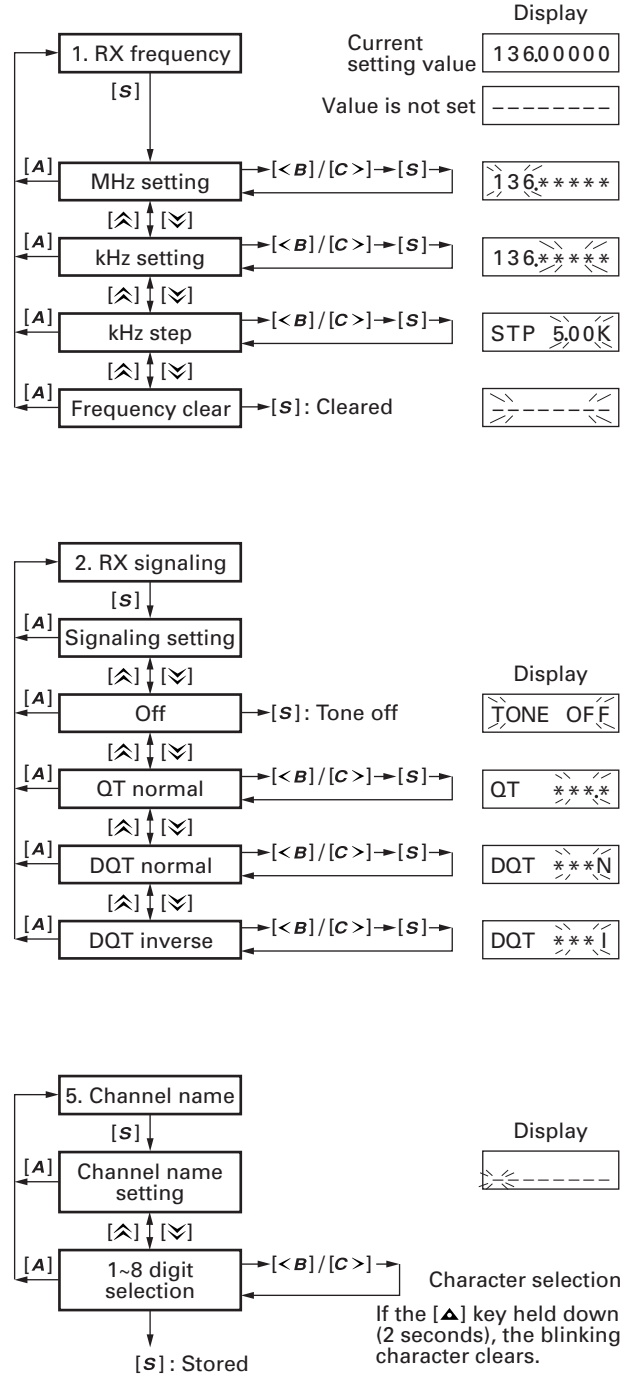 Display
1. RX frequency
Current
setting value
136.00000
[S]
Value is not set
--------
[A]
MHz setting
[<B]/[C>] [S]
136.*****
[︽] [︾]
[A]
kHz setting
[<B]/[C>] [S]
136.*****
[︽] [︾]
[A]
kHz step
[<B]/[C>] [S]
STP 5.00K
[︽] [︾]
[A]
Frequency clear
[S]: Cleared
--------
2. RX signaling
[S]
[A]
Signaling setting
[︽] [︾]
Display
[A]
Off
[S]: Tone off
TONE OFF
[︽] [︾]
[A]
QT normal
[<B]/[C>] [S]
QT ***.*
[︽] [︾]
[A]
DQT normal
[<B]/[C>] [S]
DQT ***N
[︽] [︾]
[A]
DQT inverse
[<B]/[C>] [S]
DQT ***I
5. Channel name
[S]
Display
[A]
Channel name
setting
--------
[︽] [︾]
[A]
1~8 digit
selection
[<B]/[C>]
Character selection
If the [▲] key held down
(2 seconds), the blinking
character clears.
[S]: Stored